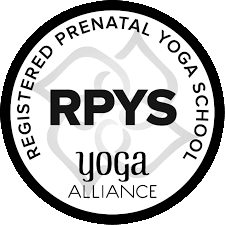 REGISTERED PRENATAL YOGA SCHOOL
RPYS
yoga
ALLIANCE